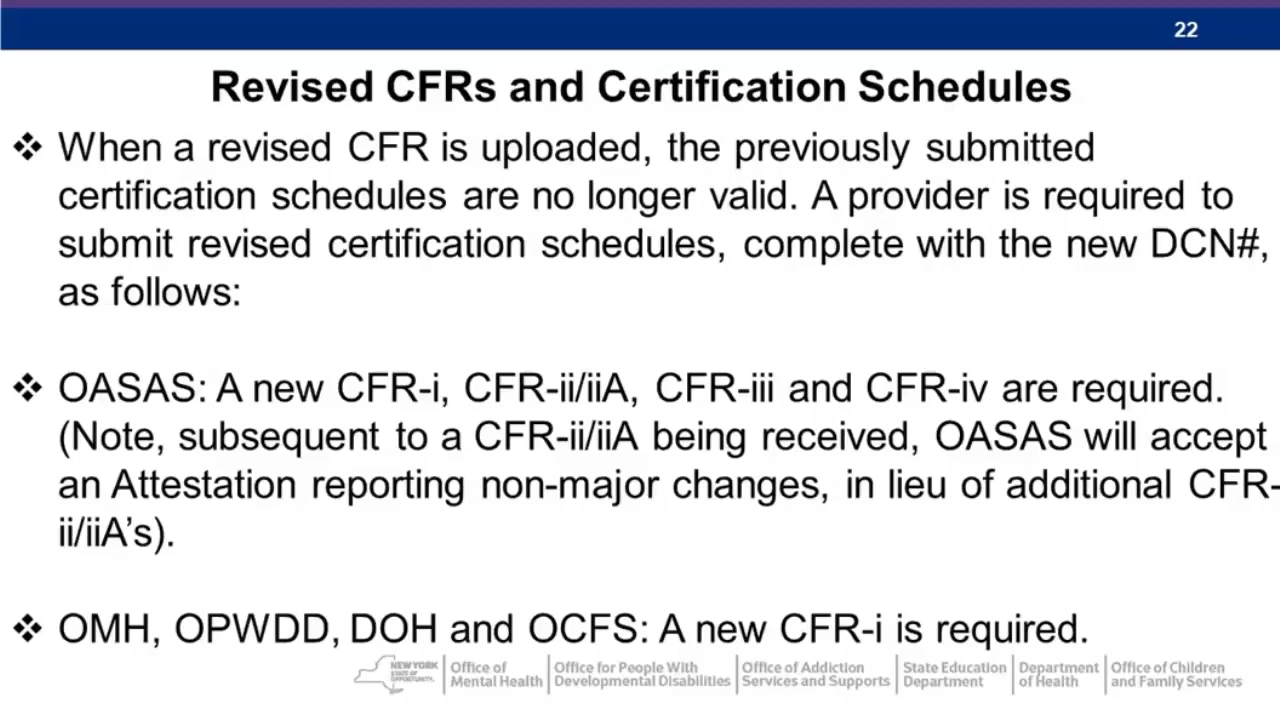 22
Revised CFRs and Certification Schedules
❖ When a revised CFR is uploaded, the previously submitted
certification schedules are no longer valid. A provider is required to
submit revised certification schedules, complete with the new DCN#,
as follows:
❖ OASAS: A new CFR-i, CFR-ii/iiA, CFR-iii and CFR-iv are required.
(Note, subsequent to a CFR-ii/iiA being received, OASAS will accept
an Attestation reporting non-major changes, in lieu of additional CFR-
ii/iiA’s).
❖ OMH, OPWDD, DOH and OCFS: A new CFR-i is required.
NEW YORK
STATE OF
OPPORTUNITY.
Office of
Mental Health
Office for People With
Developmental Disabilities
Office of Addiction
Services and Supports
State Education
Department
Department
of Health
Office of Children
and Family Services